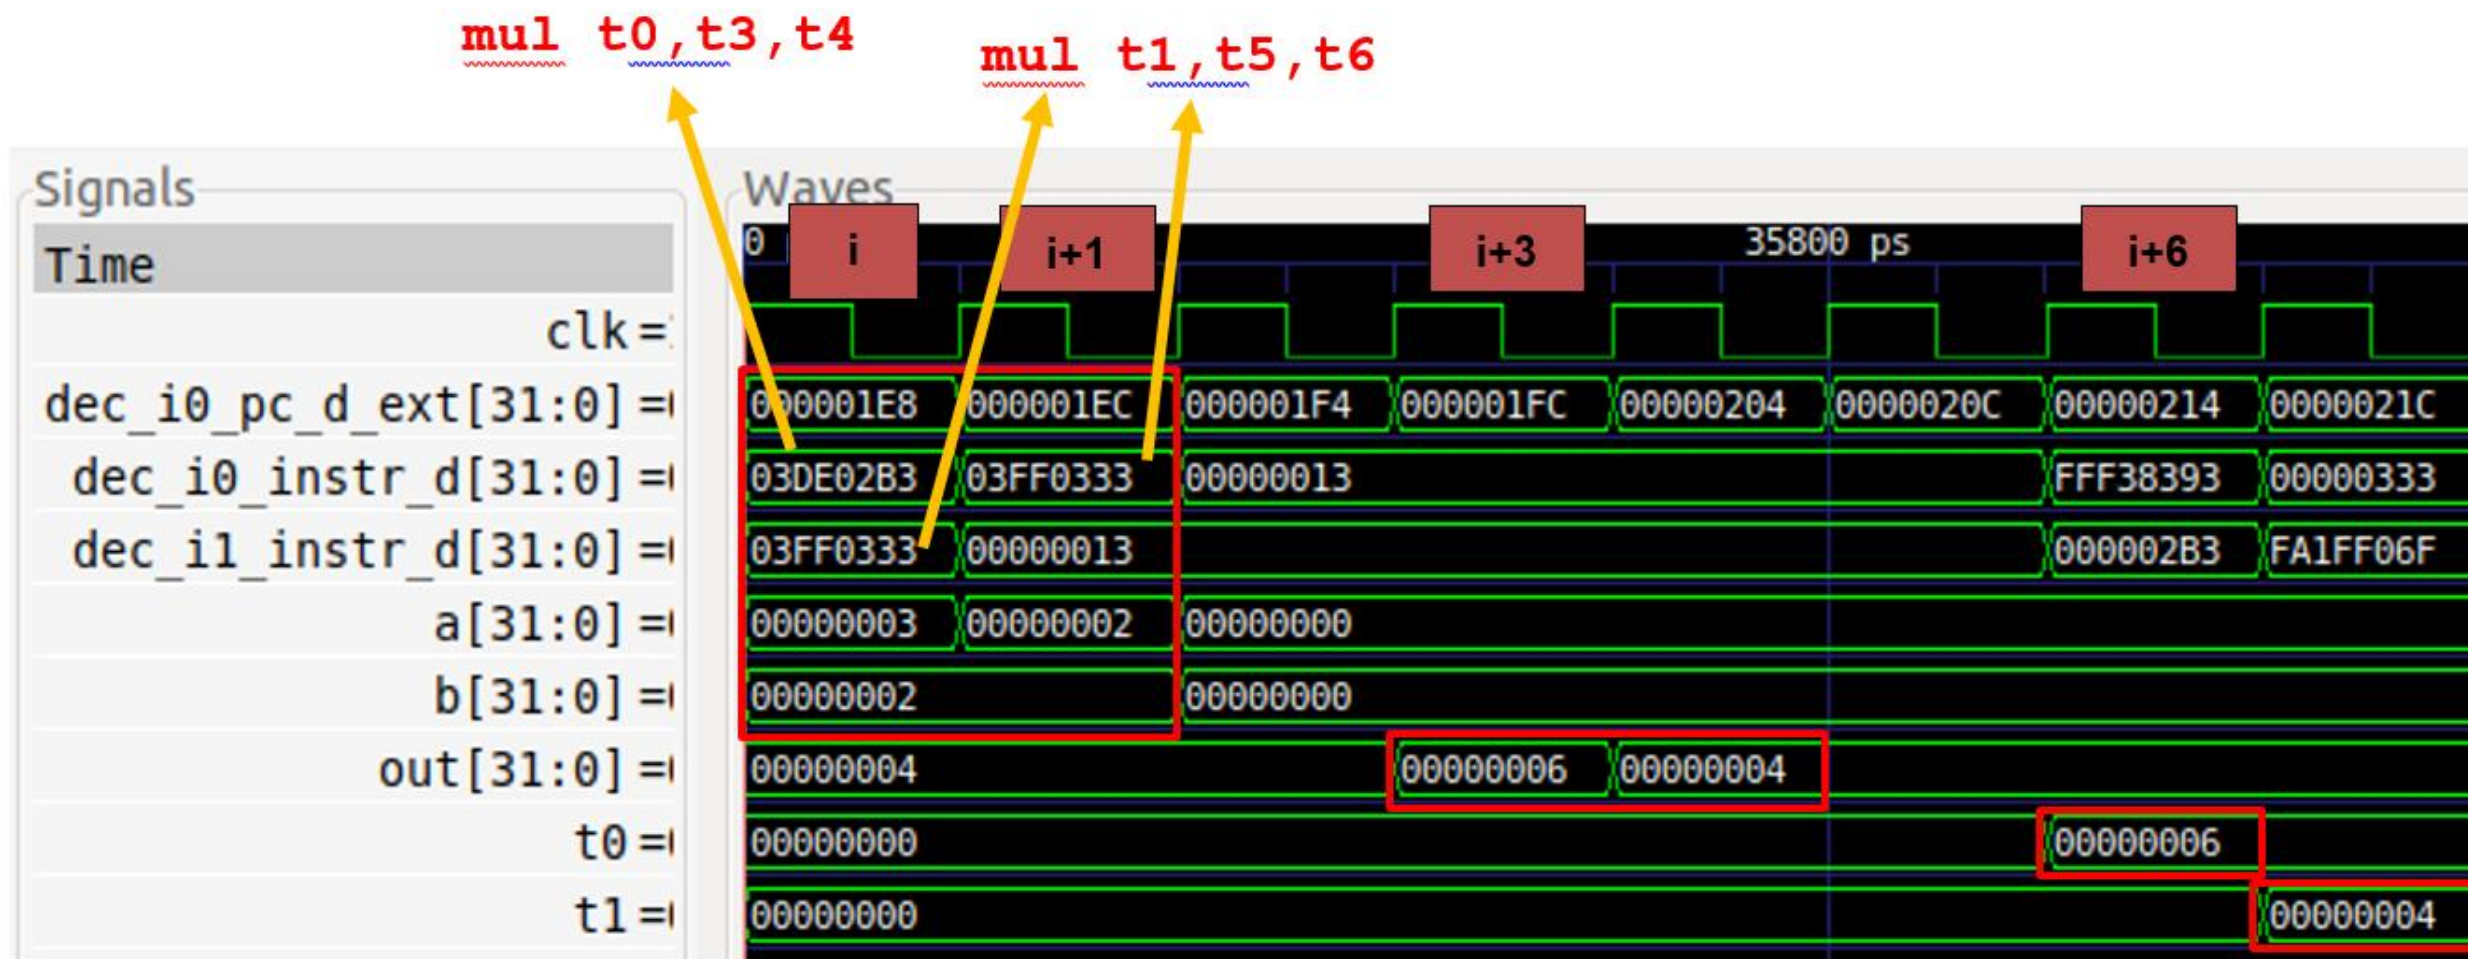 mul t0,t3,t4
mul t1,t5,t6
Signals
Waves
i
i+1
i+3
i+6
Time
0
35800 ps
clk =
dec_i0_pc_d_ext[31:0] = 000001E8 000001EC 000001F4 000001FC 00000204 0000020C 00000214 0000021C
dec_i0_instr_d[31:0] = 03DE02B3 03FF0333 00000013 FFF38393 00000333
dec_i1_instr_d[31:0] = 03FF0333 00000013 000002B3 FA1FF06F
a[31:0] = 00000003 00000002 00000000
b[31:0] = 00000002 00000000
out[31:0] = 00000004 00000006 00000004
t0 = 00000000 00000006
t1 = 00000000 00000004